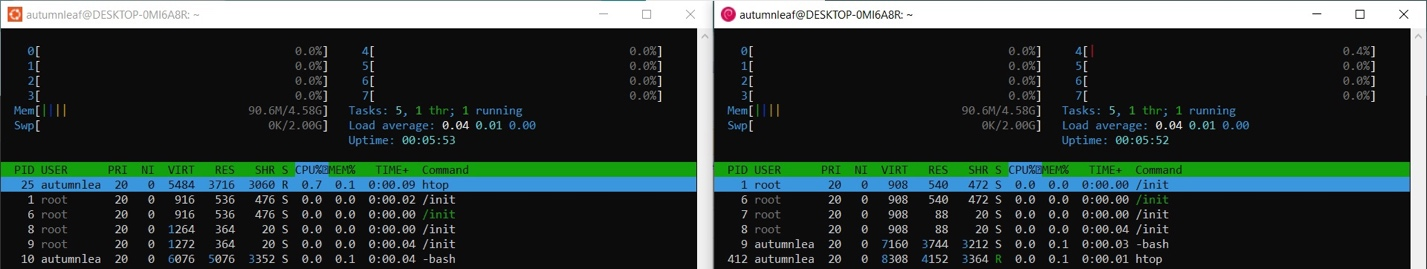 autumnleaf@DESKTOP-0MI6A8R: ~
0[ 0.0%] 4[ 0.0%]
1[ 0.0%] 5[ 0.0%]
2[ 0.0%] 6[ 0.0%]
3[ 0.0%] 7[ 0.0%]
Mem[|||| 90.6M/4.58G] Tasks: 5, 1 thr; 1 running
Swp[ 0K/2.00G] Load average: 0.04 0.01 0.00
Uptime: 00:05:53
PID USER PRI NI VIRT RES SHR S CPU% MEM% TIME+ Command
25 autumnlea 20 0 5484 3716 3060 R 0.7 0.1 0:00.09 htop
1 root 20 0 916 536 476 S 0.0 0.0 0:00.02 /init
6 root 20 0 916 536 476 S 0.0 0.0 0:00.00 /init
8 root 20 0 1264 364 20 S 0.0 0.0 0:00.00 /init
9 root 20 0 1272 364 20 S 0.0 0.0 0:00.04 /init
10 autumnlea 20 0 6076 5076 3352 S 0.0 0.1 0:00.04 -bash
autumnleaf@DESKTOP-0MI6A8R: ~
0[ 0.0%] 4[| 0.4%]
1[ 0.0%] 5[ 0.0%]
2[ 0.0%] 6[ 0.0%]
3[ 0.0%] 7[ 0.0%]
Mem[|||| 90.6M/4.58G] Tasks: 5, 1 thr; 1 running
Swp[ 0K/2.00G] Load average: 0.04 0.01 0.00
Uptime: 00:05:52
PID USER PRI NI VIRT RES SHR S CPU% MEM% TIME+ Command
1 root 20 0 908 540 472 S 0.0 0.0 0:00.00 /init
6 root 20 0 908 540 472 S 0.0 0.0 0:00.00 /init
7 root 20 0 908 88 20 S 0.0 0.0 0:00.00 /init
8 root 20 0 908 88 20 S 0.0 0.0 0:00.04 /init
9 autumnlea 20 0 7160 3744 3212 S 0.0 0.1 0:00.03 -bash
412 autumnlea 20 0 8308 4152 3364 R 0.0 0.1 0:00.01 htop